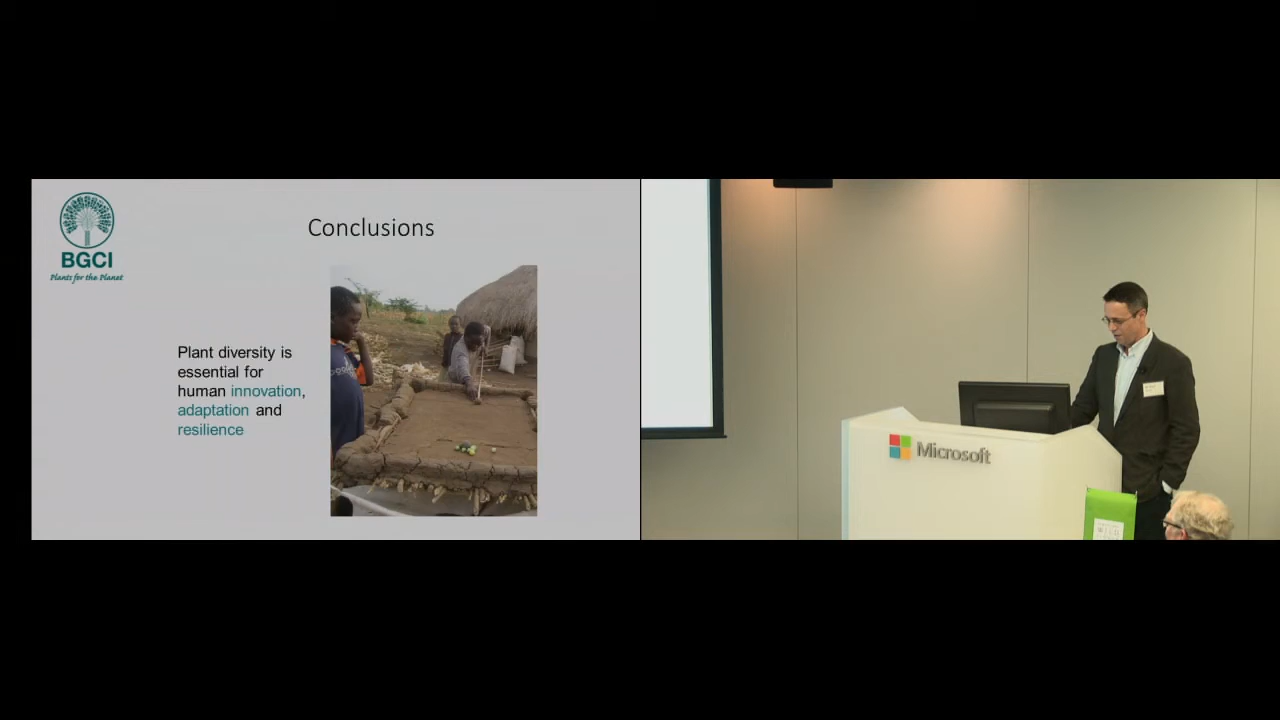 BGCI
Plants for the Planet
Conclusions
Plant diversity is
essential for
human innovation,
adaptation and
resilience
Microsoft